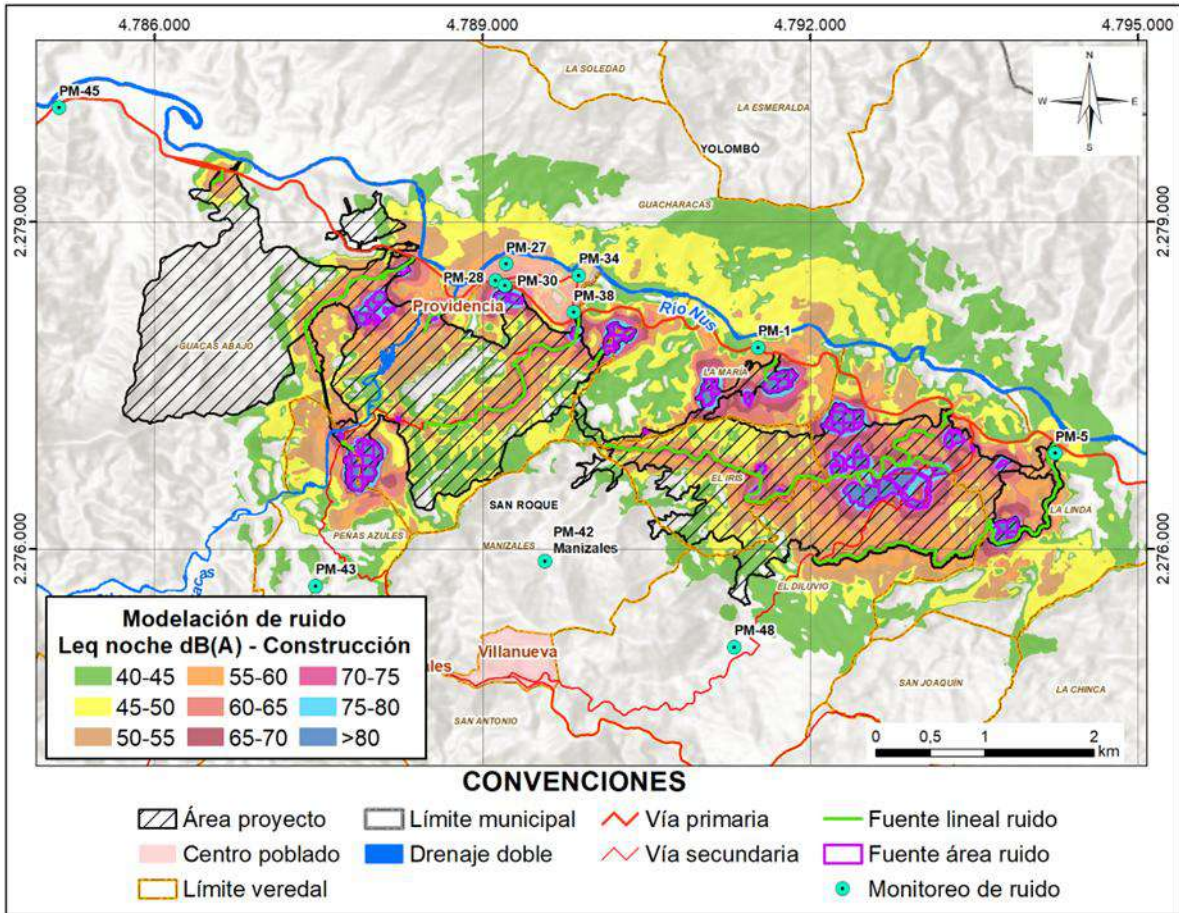 4.786.000 4.789.000 4.792.000 4.795.000
PM-45
LA SOLEDAD
LA ESMERALDA
N
W E
S
YOLOMBÓ
2.279.000 2.279.000
GUACHARACAS
PM-27
PM-34
PM-28 PM-30
Providencia
PM-38
Río Nus
PM-1
GUACAS ABAJO
LA MARÍA
PM-5
EL IRIS
SAN ROQUE
LA LINDA
PEÑAS AZULES
MANIZALES
PM-42
Manizales
2.276.000 2.276.000
PM-43
EL DILUVIO
PM-48
Villanueva
SAN JOAQUÍN
LA CHINCA
SAN ANTONIO
Modelación de ruido
Leq noche dB(A) - Construcción
40-45 55-60 70-75
45-50 60-65 75-80
50-55 65-70 >80
0 0,5 1 2
km
CONVENCIONES
Área proyecto Límite municipal Vía primaria Fuente lineal ruido
Centro poblado Drenaje doble Vía secundaria Fuente área ruido
Límite veredal Monitoreo de ruido